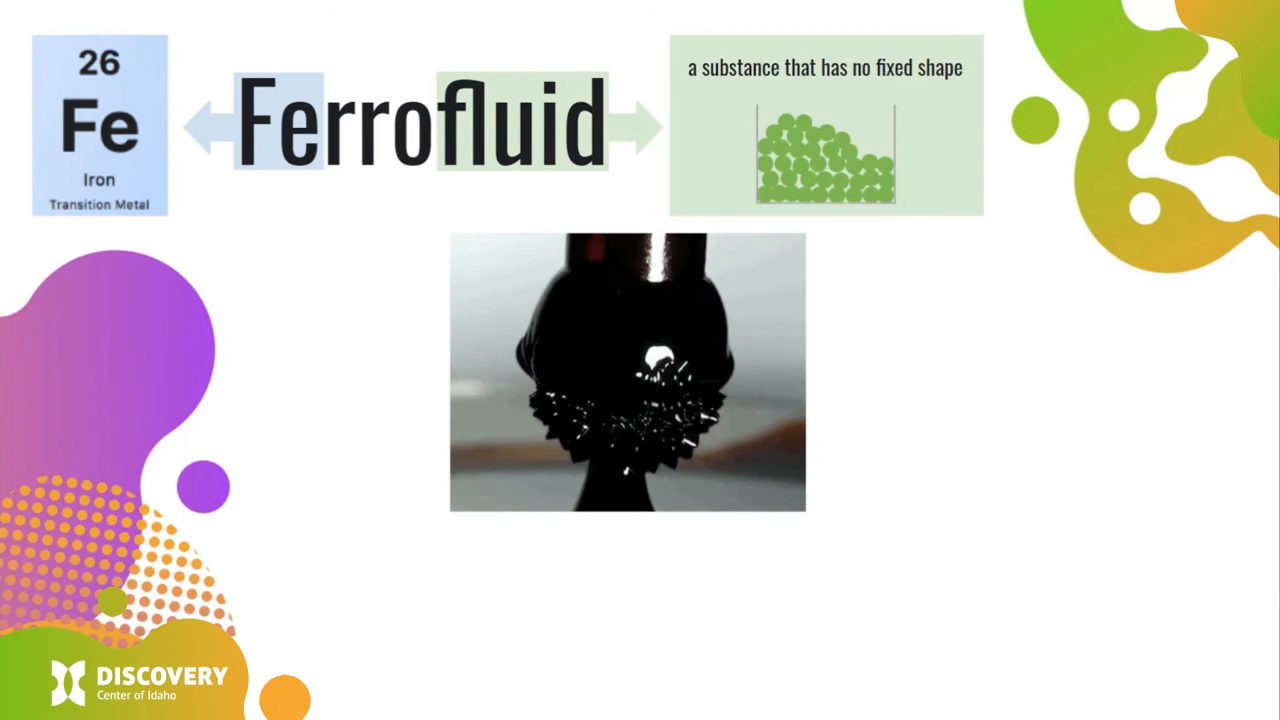 26
Fe
Iron
Transition Metal
Ferrofluid
a substance that has no fixed shape
DISCOVERY
Center of Idaho